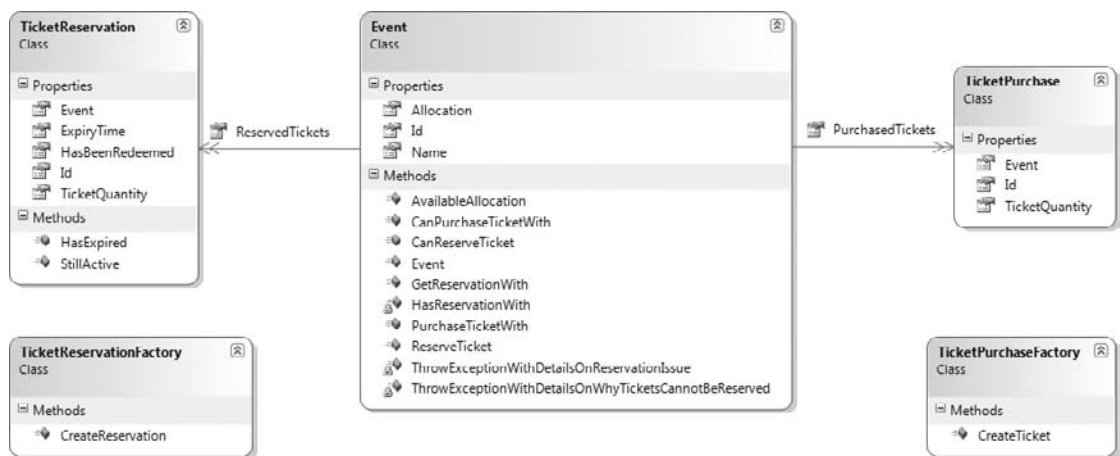 TicketReservation
Class
Properties
Event
ExpiryTime
HasBeenRedeemed
Id
TicketQuantity
Methods
HasExpired
StillActive
ReservedTickets
Event
Class
Properties
Allocation
Id
Name
Methods
AvailableAllocation
CanPurchaseTicketWith
CanReserveTicket
Event
GetReservationWith
HasReservationWith
PurchaseTicketWith
ReserveTicket
ThrowExceptionWithDetailsOnReservationIssue
ThrowExceptionWithDetailsOnWhyTicketsCannotBeReserved
PurchasedTickets
TicketPurchase
Class
Properties
Event
Id
TicketQuantity
TicketReservationFactory
Class
Methods
CreateReservation
TicketPurchaseFactory
Class
Methods
CreateTicket